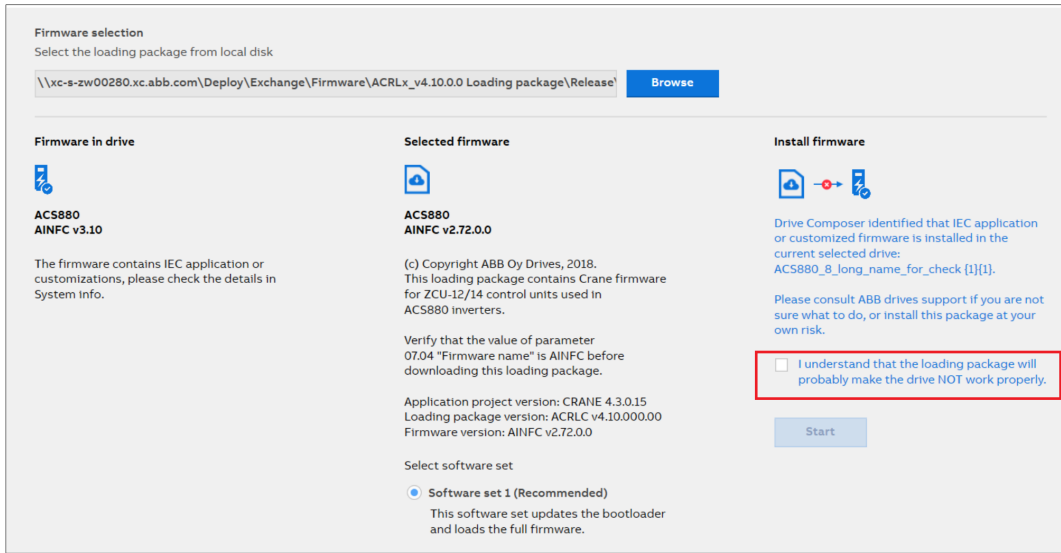 Firmware selection
Select the loading package from local disk
\\xc-s-zw00280.xc.abb.com\Deploy\Exchange\Firmware\ACRLx_v4.10.0.0 Loading package\Release\
Browse
Firmware in drive
ACS880
AINFC v3.10
The firmware contains IEC application or
customizations, please check the details in
System info.
Selected firmware
ACS880
AINFC v2.72.0.0
(c) Copyright ABB Oy Drives, 2018.
This loading package contains Crane firmware
for ZCU-12/14 control units used in
ACS880 inverters.
Verify that the value of parameter
07.04 "Firmware name" is AINFC before
downloading this loading package.
Application project version: CRANE 4.3.0.15
Loading package version: ACRLC v4.10.000.00
Firmware version: AINFC v2.72.0.0
Select software set
Software set 1 (Recommended)
This software set updates the bootloader
and loads the full firmware.
Install firmware
Drive Composer identified that IEC application
or customized firmware is installed in the
current selected drive:
ACS880_8_long_name_for_check {1}{1}.
Please consult ABB drives support if you are not
sure what to do, or install this package at your
own risk.
I understand that the loading package will
probably make the drive NOT work properly.
Start